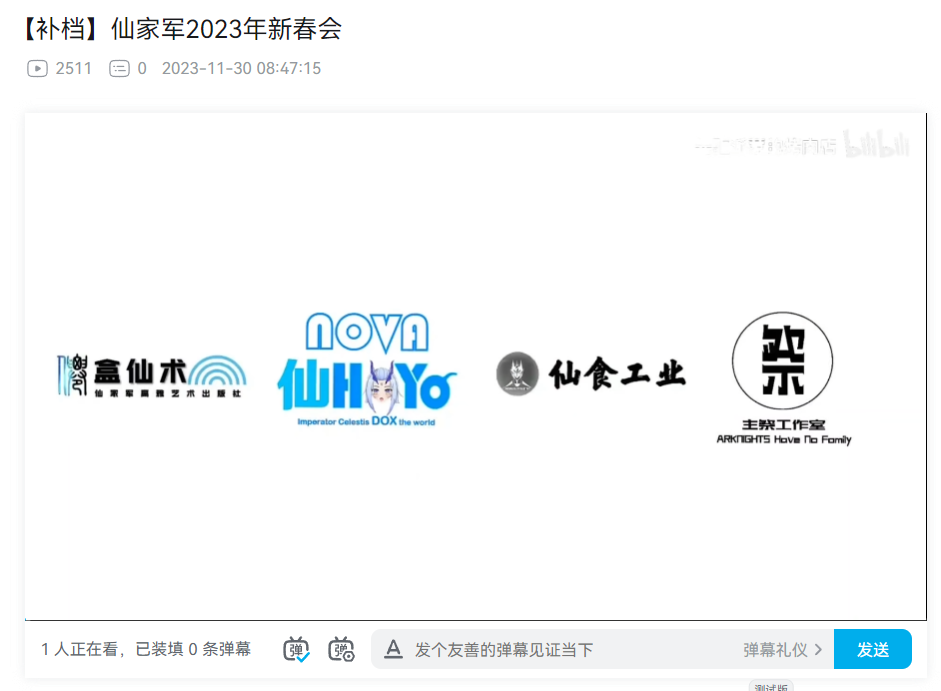 【补档】仙家军2023年新春会
2511 0 2023-11-30 08:47:15
bilibili
盒仙术
仙家军高雅艺术出版社
NOVA
仙HoYo
Imperator Celestis DOX the world
仙食工业
主祭工作室
ARKNIGHTS Have No Family
1 人正在看，已装填 0 条弹幕
弹
弹
A 发个友善的弹幕见证当下
弹幕礼仪
发送
测试版